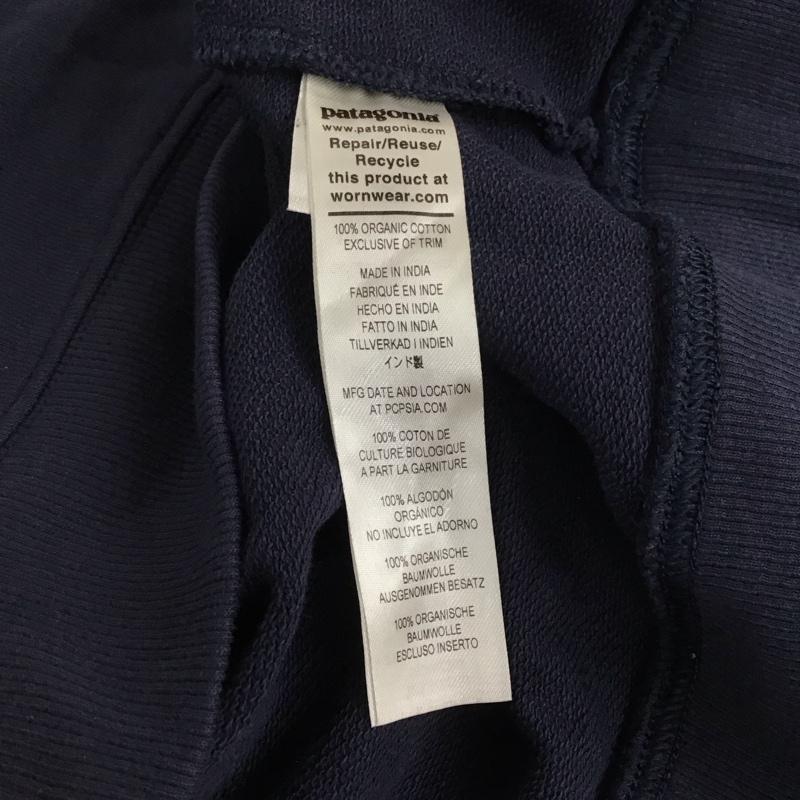 patagonia
www.patagonia.com
Repair/Reuse/
Recycle
this product at
wornwear.com
100% ORGANIC COTTON
EXCLUSIVE OF TRIM
MADE IN INDIA
FABRIQUÉ EN INDE
HECHO EN INDIA
FATTO IN INDIA
TILLVERKAD I INDIEN
インド製
MFG DATE AND LOCATION
AT PCPSIA.COM
100% COTON DE
CULTURE BIOLOGIQUE
A PART LA GARNITURE
100% ALGODÓN
ORGÁNICO
NO INCLUYE EL ADORNO
100% ORGANISCHE
BAUMWOLLE
AUSGENOMMEN BESATZ
100% ORGANISCHE
BAUMWOLLE
ESCLUSO INSERTO